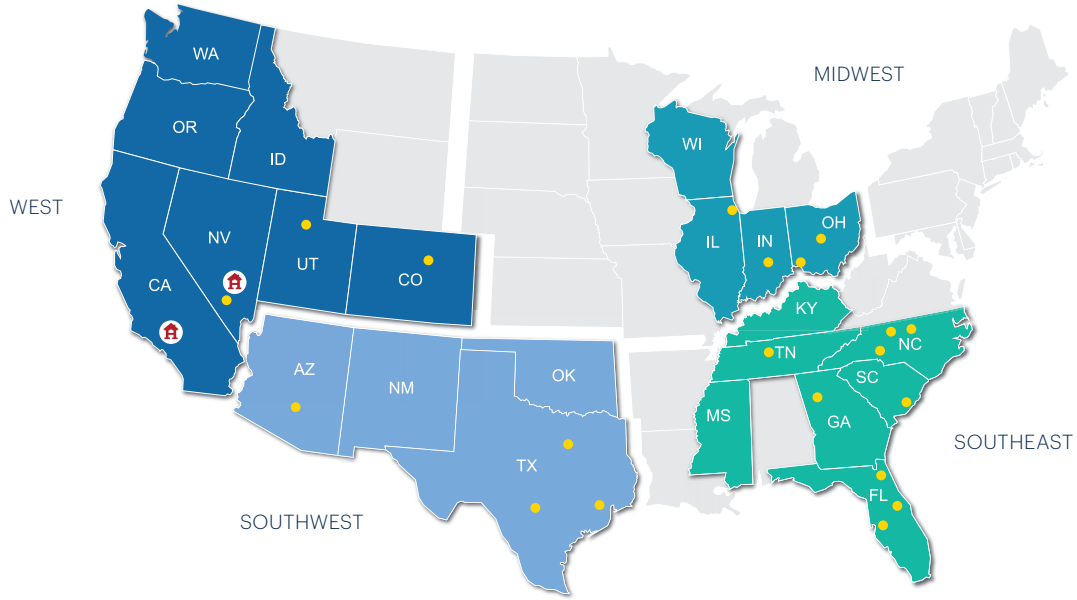 MIDWEST
WA
OR
ID
WI
WEST
NV
UT
CO
CA
IL
IN
OH
KY
TN
NC
SC
MS
GA
AZ
NM
OK
TX
SOUTHEAST
FL
SOUTHWEST
H
H